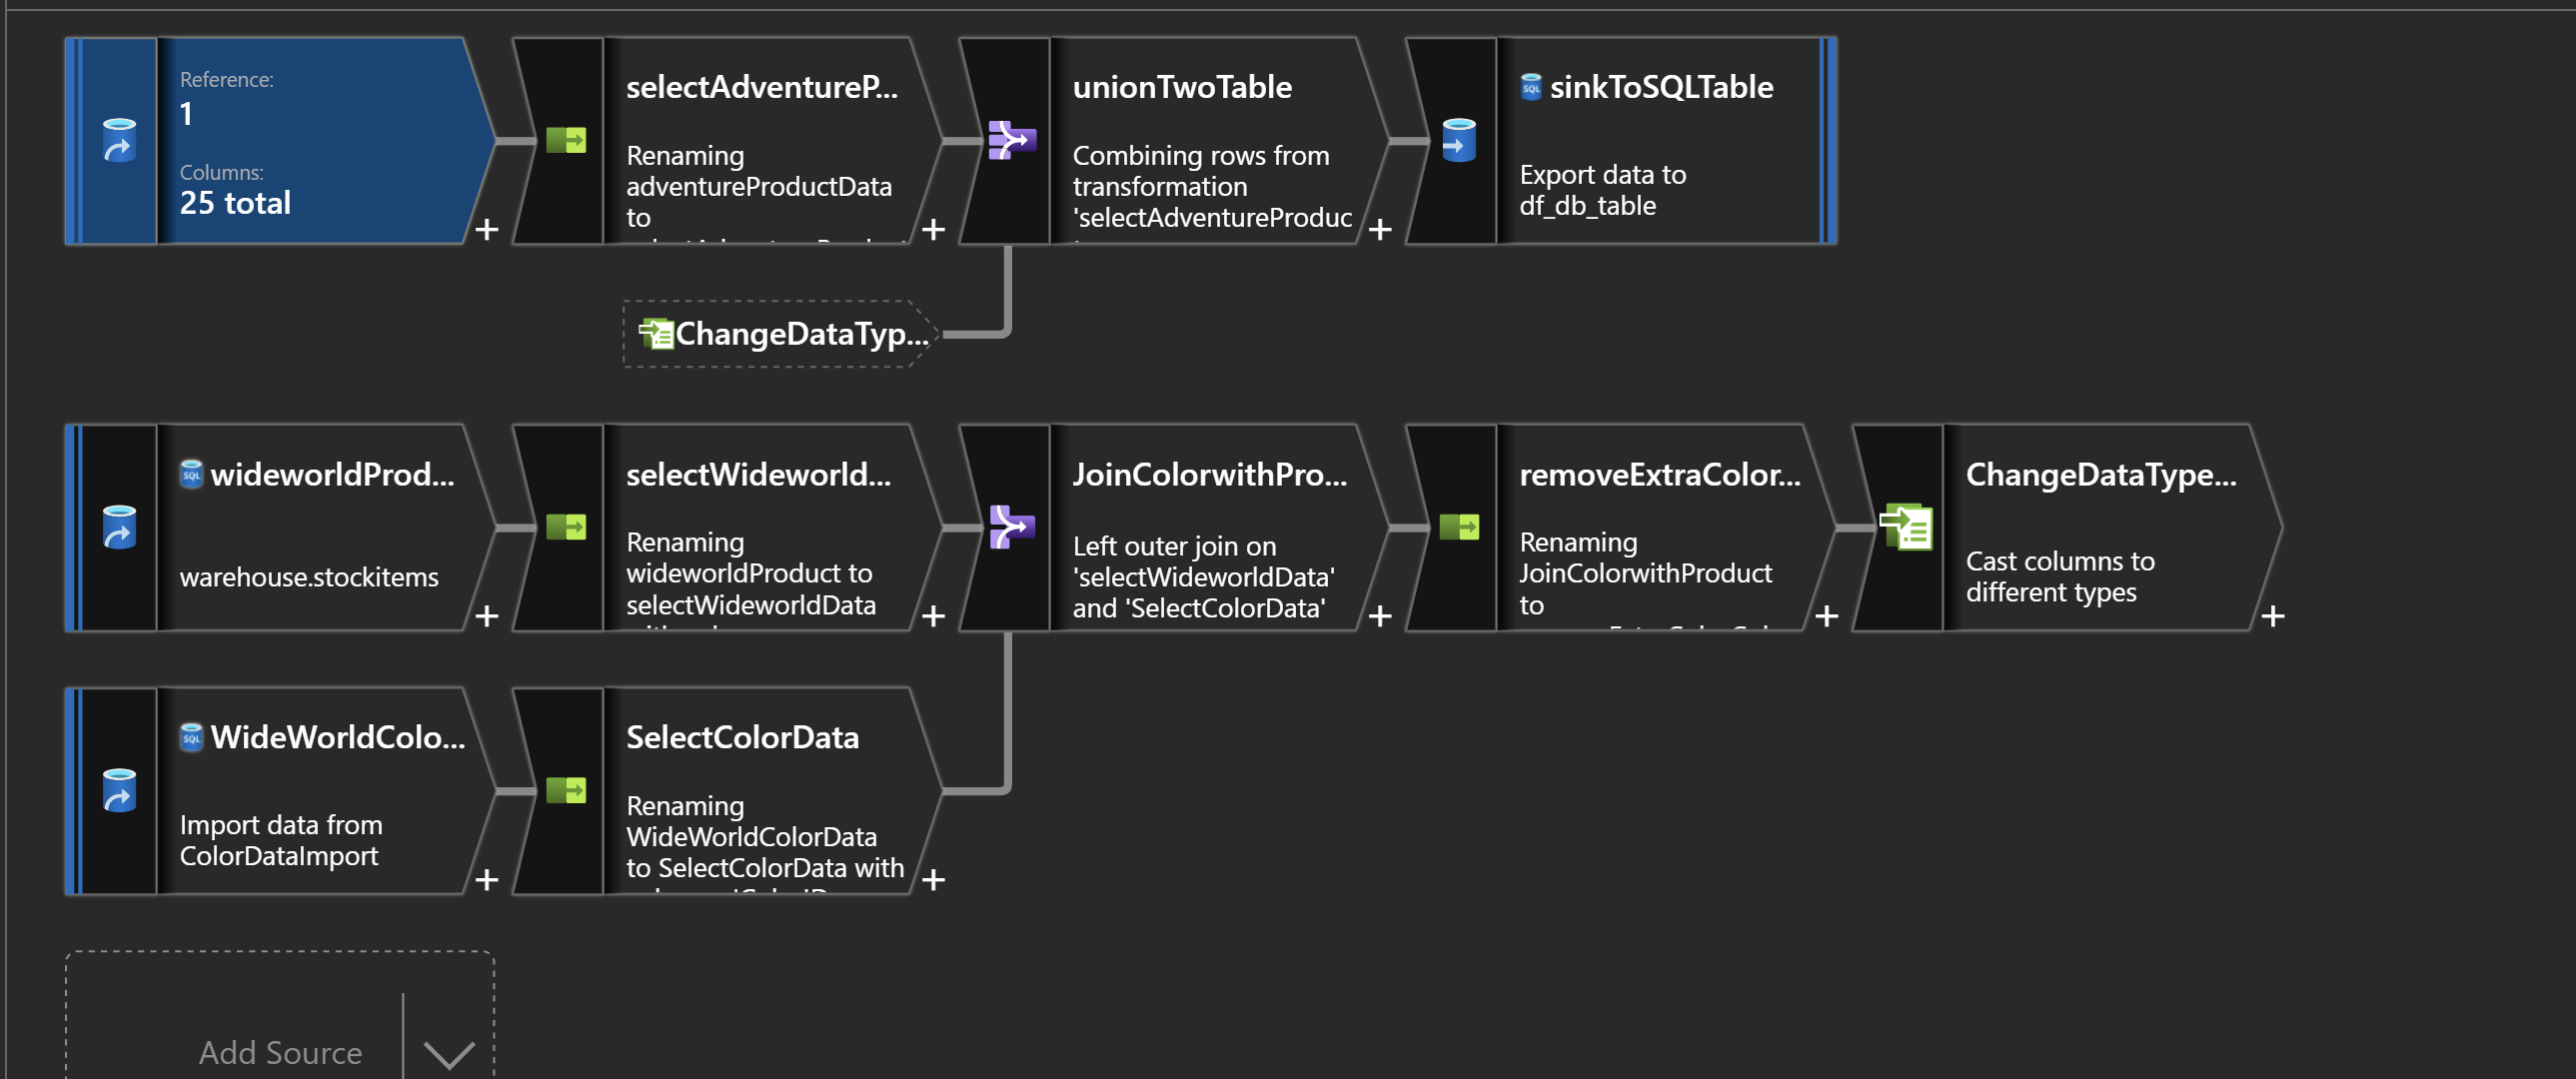 Reference:
1
Columns:
25 total
selectAdventureP...
Renaming
adventureProductData
to
unionTwoTable
Combining rows from
transformation
'selectAdventureProduc
SQL
sinkToSQLTable
Export data to
df_db_table
ChangeDataTyp...
SQL
wideworldProd...
warehouse.stockitems
selectWideworld...
Renaming
wideworldProduct to
selectWideworldData
JoinColorwithPro...
Left outer join on
'selectWideworldData'
and 'SelectColorData'
removeExtraColor...
Renaming
JoinColorwithProduct
to
ChangeDataType...
Cast columns to
different types
SQL
WideWorldColo...
Import data from
ColorDataImport
SelectColorData
Renaming
WideWorldColorData
to SelectColorData with
Add Source